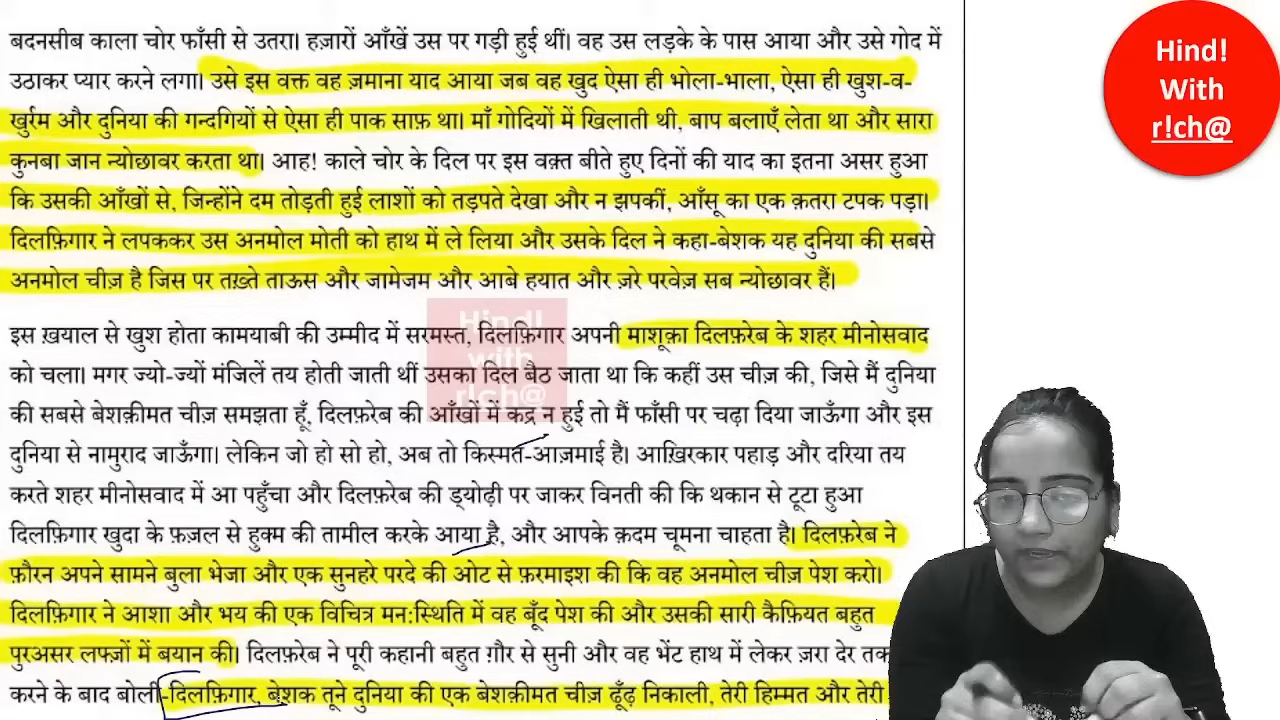 बदनसीब काला चोर फाँसी से उतरा। हज़ारों आँखें उस पर गड़ी हुई थीं। वह उस लड़के के पास आया और उसे गोद में
उठाकर प्यार करने लगा। उसे इस वक्त वह ज़माना याद आया जब वह खुद ऐसा ही भोला-भाला, ऐसा ही खुश-व-
खुर्रम और दुनिया की गन्दगियों से ऐसा ही पाक साफ़ था। माँ गोदियों में खिलाती थी, बाप बलाएँ लेता था और सारा
कुनबा जान न्योछावर करता था। आह! काले चोर के दिल पर इस वक़्त बीते हुए दिनों की याद का इतना असर हुआ
कि उसकी आँखों से, जिन्होंने दम तोड़ती हुई लाशों को तड़पते देखा और न झपकीं, आँसू का एक क़तरा टपक पड़ा।
दिलफ़िगार ने लपककर उस अनमोल मोती को हाथ में ले लिया और उसके दिल ने कहा-बेशक यह दुनिया की सबसे
अनमोल चीज़ है जिस पर तख़्ते ताऊस और जामेजम और आबे हयात और ज़रे परवेज़ सब न्योछावर हैं।
इस ख़याल से खुश होता कामयाबी की उम्मीद में सरमस्त, दिलफ़िगार अपनी माशूक़ा दिलफ़रेब के शहर मीनोसवाद
को चला। मगर ज्यो-ज्यों मंजिलें तय होती जाती थीं उसका दिल बैठ जाता था कि कहीं उस चीज़ की, जिसे मैं दुनिया
की सबसे बेशक़ीमत चीज़ समझता हूँ, दिलफ़रेब की आँखों में कद्र न हुई तो मैं फाँसी पर चढ़ा दिया जाऊँगा और इस
दुनिया से नामुराद जाऊँगा। लेकिन जो हो सो हो, अब तो किस्मत-आज़माई है। आख़िरकार पहाड़ और दरिया तय
करते शहर मीनोसवाद में आ पहुँचा और दिलफ़रेब की ड्योढ़ी पर जाकर विनती की कि थकान से टूटा हुआ
दिलफ़िगार खुदा के फ़ज़ल से हुक्म की तामील करके आया है, और आपके क़दम चूमना चाहता है। दिलफ़रेब ने
फ़ौरन अपने सामने बुला भेजा और एक सुनहरे परदे की ओट से फ़रमाइश की कि वह अनमोल चीज़ पेश करो।
दिलफ़िगार ने आशा और भय की एक विचित्र मन:स्थिति में वह बूँद पेश की और उसकी सारी कैफ़ियत बहुत
पुरअसर लफ्ज़ों में बयान की। दिलफ़रेब ने पूरी कहानी बहुत ग़ौर से सुनी और वह भेंट हाथ में लेकर ज़रा देर तक
करने के बाद बोली-दिलफ़िगार, बेशक तूने दुनिया की एक बेशक़ीमत चीज़ ढूँढ़ निकाली, तेरी हिम्मत और तेरी
Hind!
With
r!ch@
Hind!
with
r!ch@